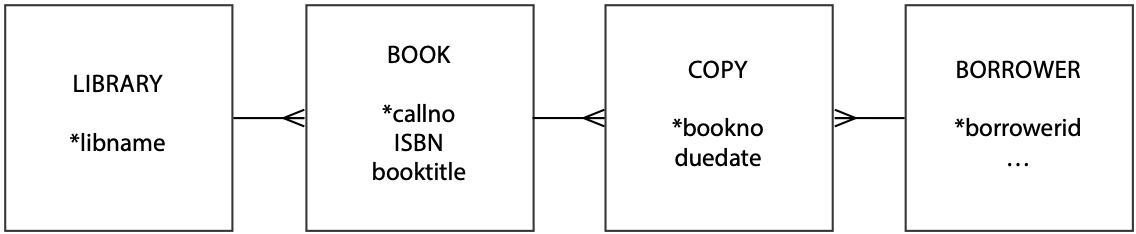 LIBRARY
*libname
BOOK
*callno
ISBN
booktitle
COPY
*bookno
duedate
BORROWER
*borrowerid
…